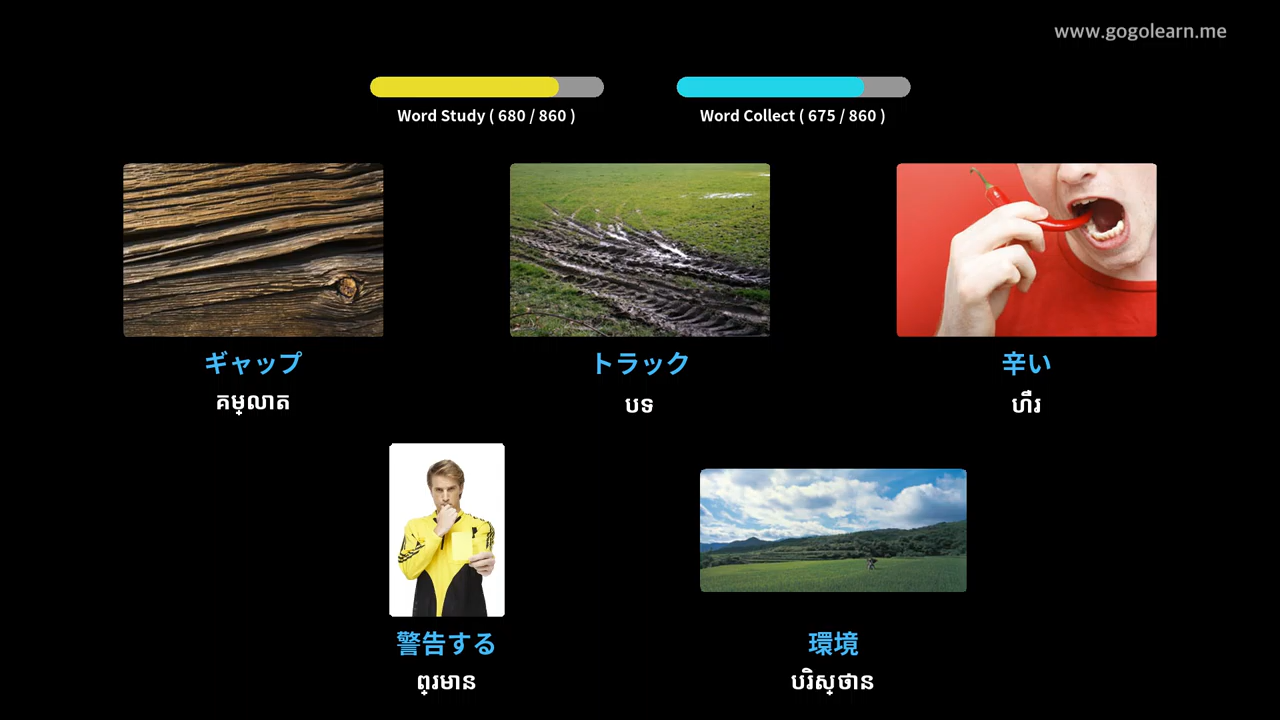 www.gogolearn.me
Word Study ( 680 / 860 )
Word Collect ( 675 / 860 )
ギャップ
គម្លាត
トラック
បទ
辛い
ហឹរ
警告する
ព្រមាន
環境
បរិស្ថាន